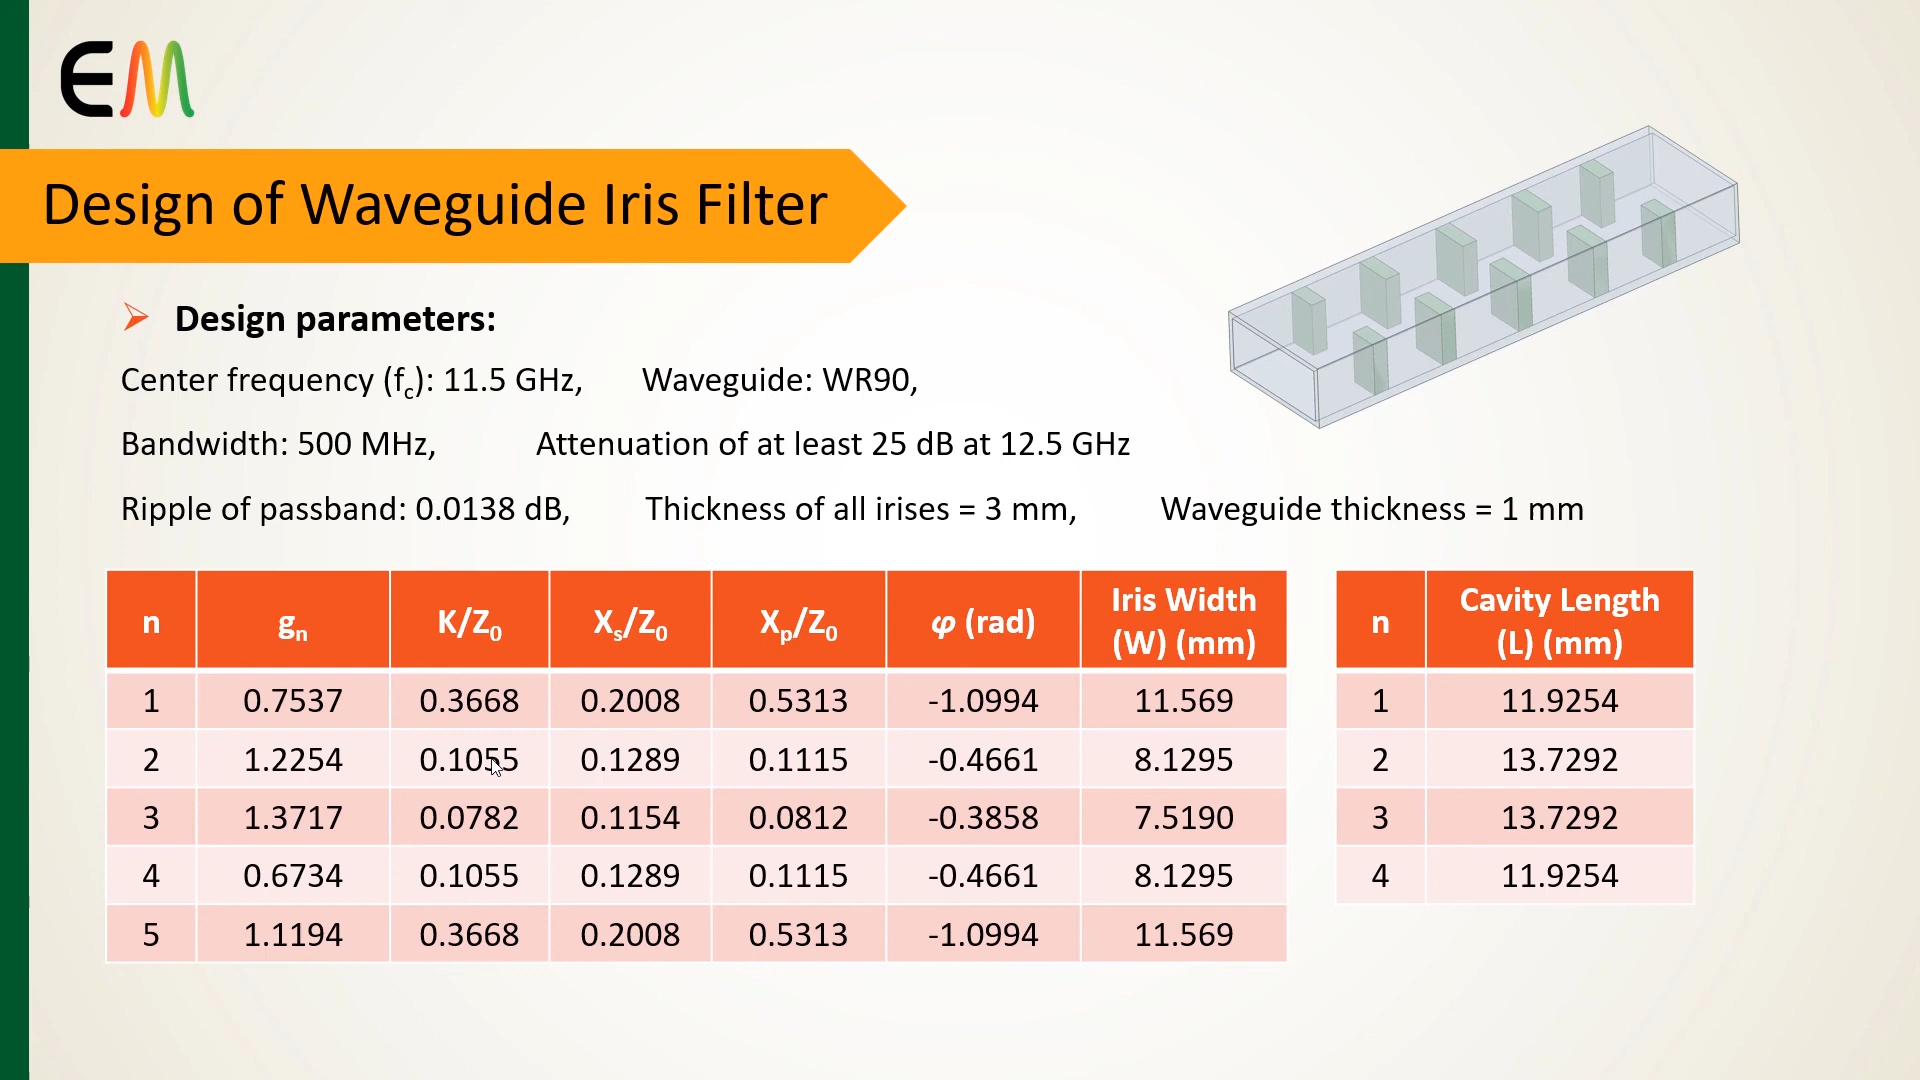 EM
Design of Waveguide Iris Filter
Design parameters:
Center frequency (fc): 11.5 GHz, Waveguide: WR90,
Bandwidth: 500 MHz, Attenuation of at least 25 dB at 12.5 GHz
Ripple of passband: 0.0138 dB, Thickness of all irises = 3 mm, Waveguide thickness = 1 mm
n gn K/Z0 Xs/Z0 Xp/Z0 φ (rad) Iris Width (W) (mm)
1 0.7537 0.3668 0.2008 0.5313 -1.0994 11.569
2 1.2254 0.1055 0.1289 0.1115 -0.4661 8.1295
3 1.3717 0.0782 0.1154 0.0812 -0.3858 7.5190
4 0.6734 0.1055 0.1289 0.1115 -0.4661 8.1295
5 1.1194 0.3668 0.2008 0.5313 -1.0994 11.569
n Cavity Length (L) (mm)
1 11.9254
2 13.7292
3 13.7292
4 11.9254